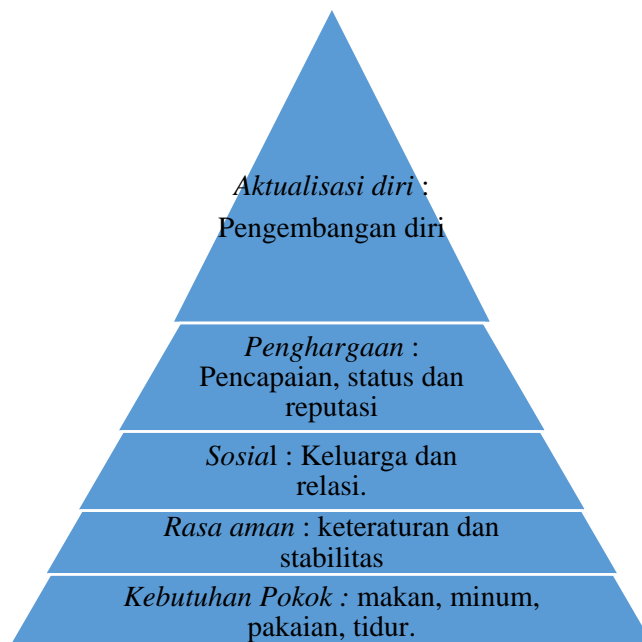 Aktualisasi diri :
Pengembangan diri
Penghargaan :
Pencapaian, status dan
reputasi
Sosial : Keluarga dan
relasi.
Rasa aman : keteraturan dan
stabilitas
Kebutuhan Pokok : makan, minum,
pakaian, tidur.